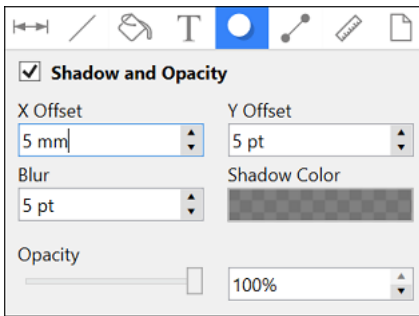 T
Shadow and Opacity
X Offset Y Offset
5 mm 5 pt
Blur Shadow Color
5 pt
Opacity
100%